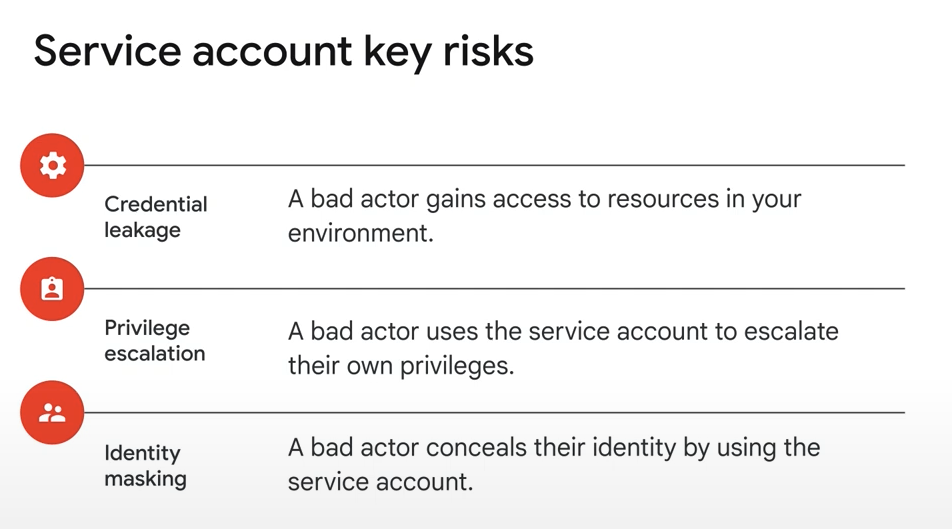 Service account key risks
Credential
leakage
A bad actor gains access to resources in your
environment.
Privilege
escalation
A bad actor uses the service account to escalate
their own privileges.
Identity
masking
A bad actor conceals their identity by using the
service account.